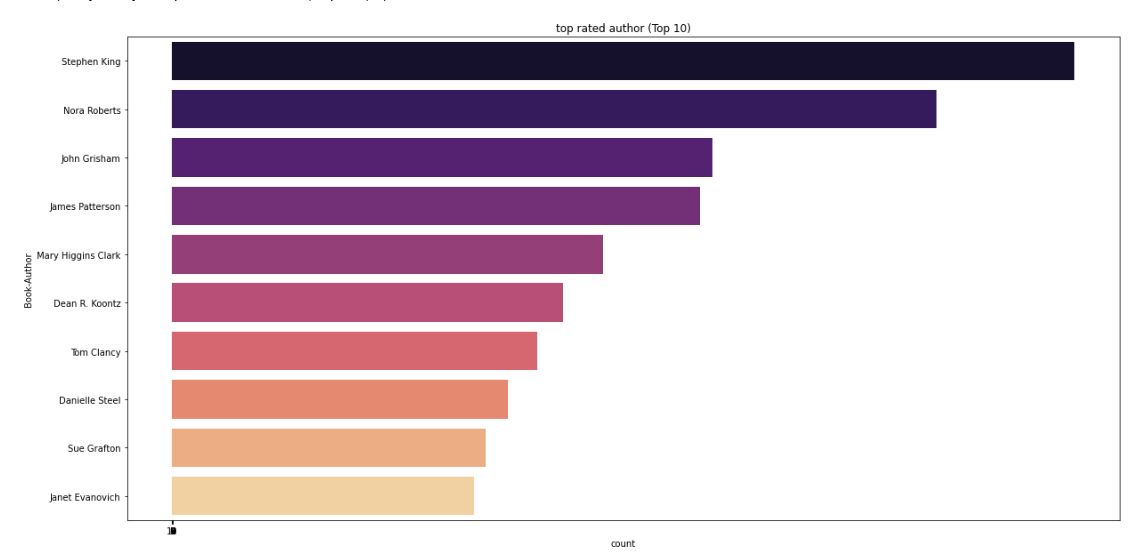 top rated author (Top 10)
Stephen King
Nora Roberts
John Grisham
James Patterson
Mary Higgins Clark
Book-Author
Dean R. Koontz
Tom Clancy
Danielle Steel
Sue Grafton
Janet Evanovich
count